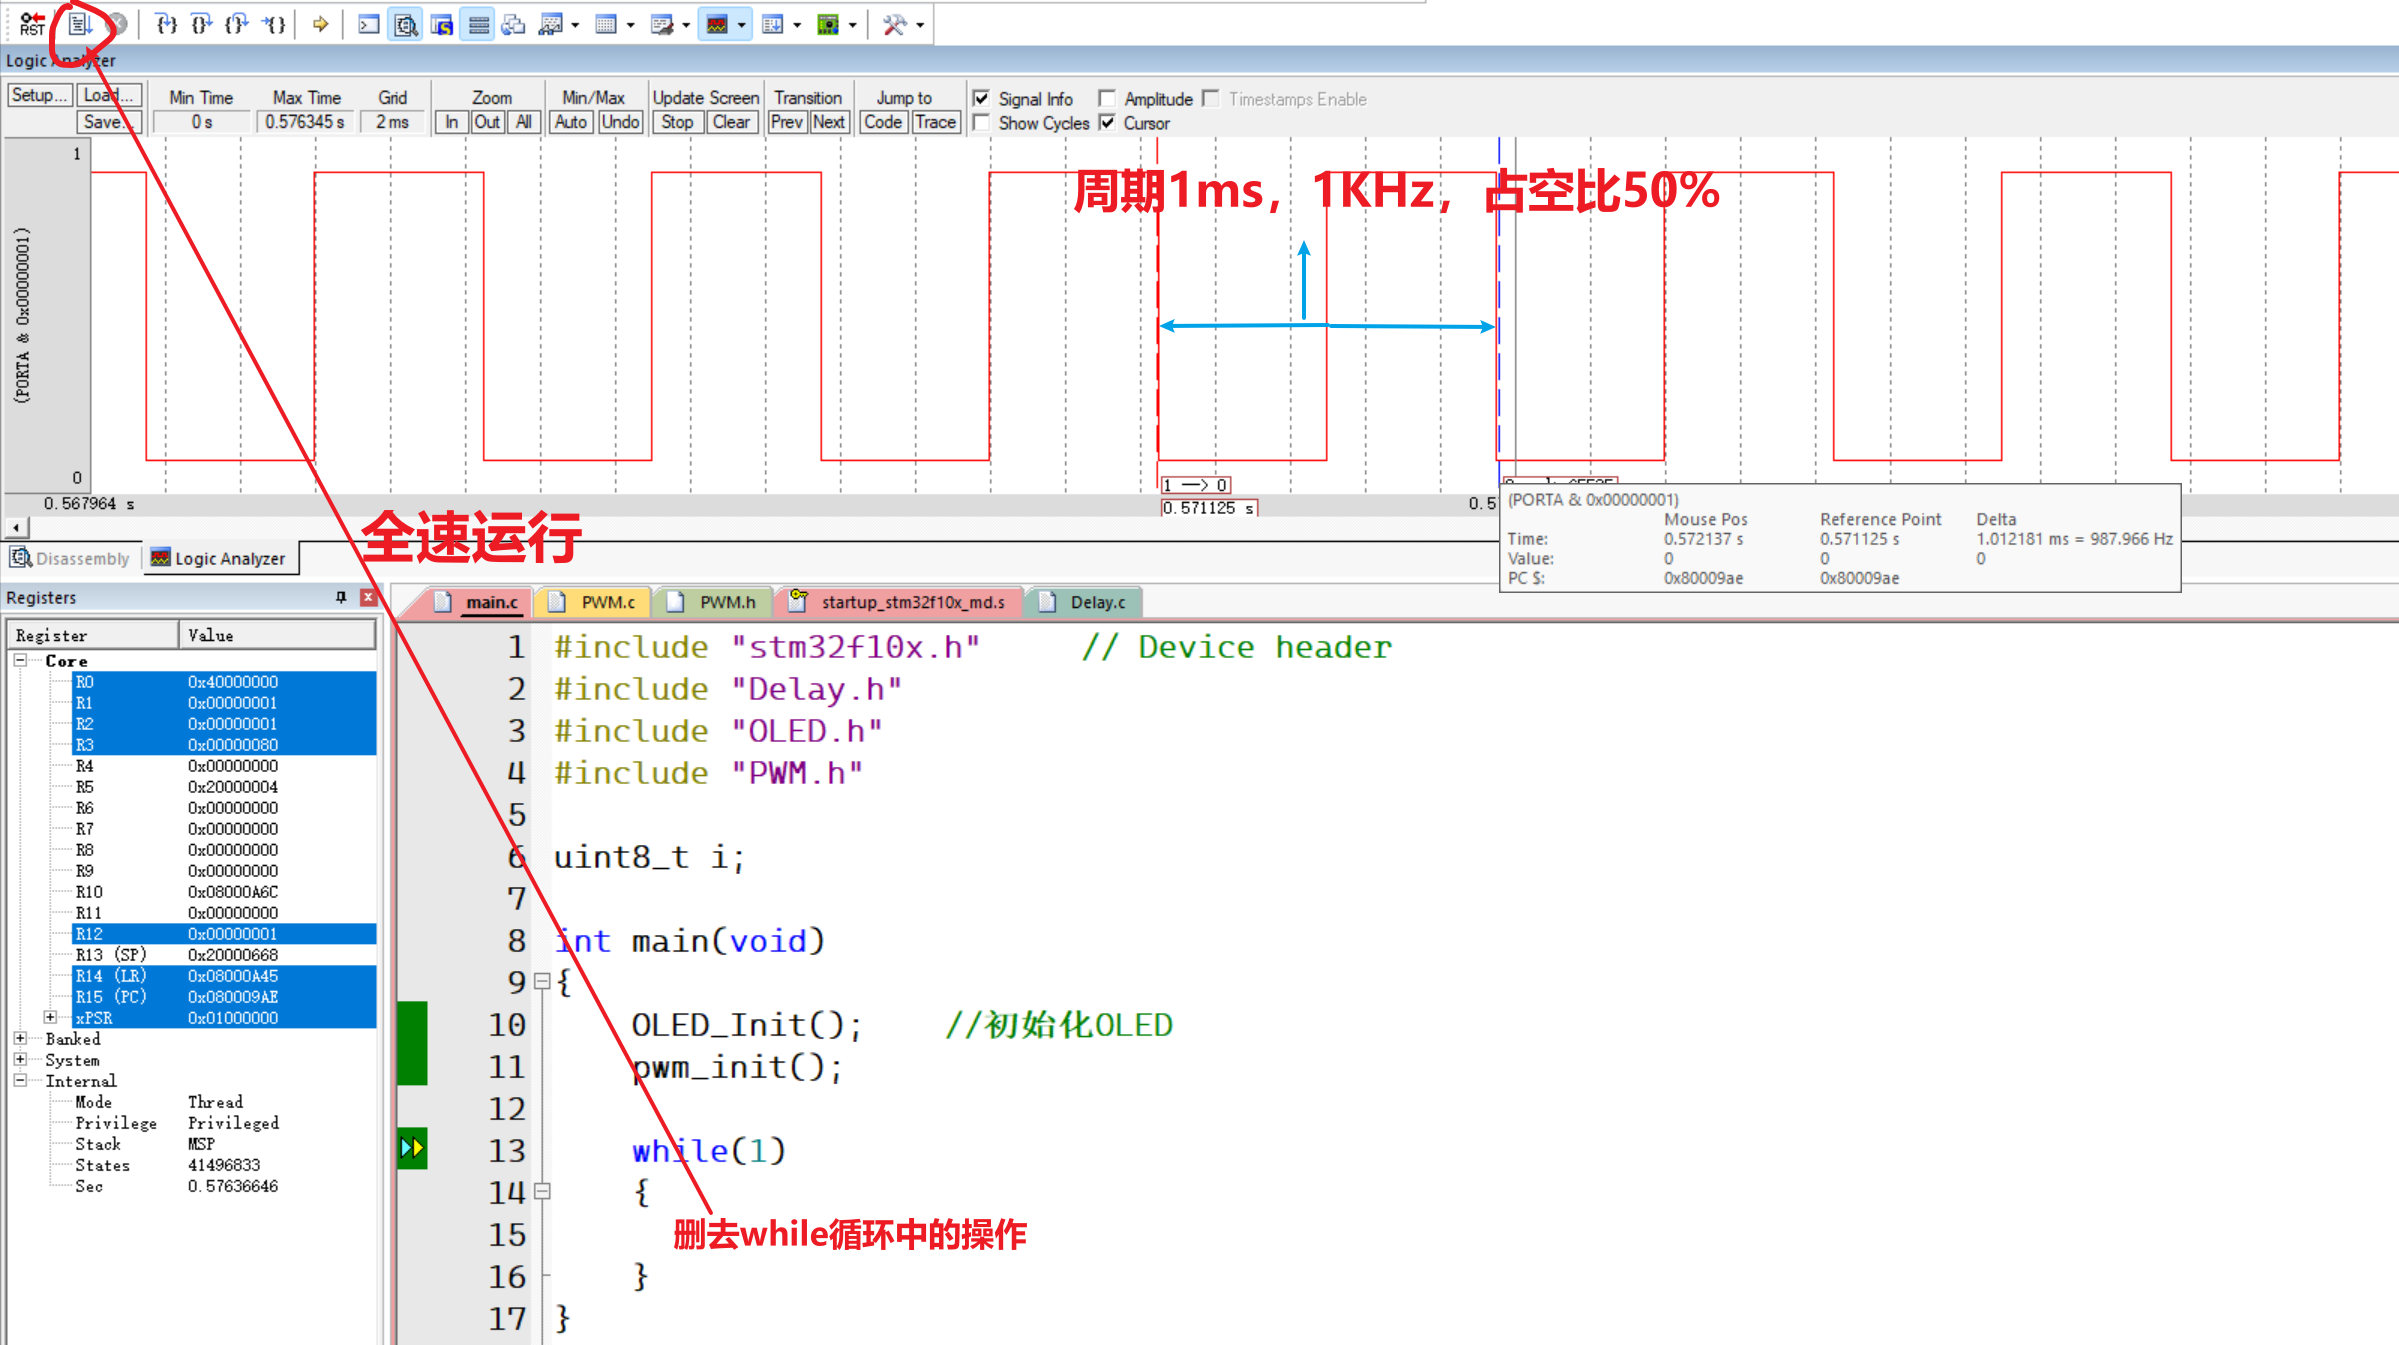 RST
Logic Analyzer
Setup... Load... Min Time Max Time Grid Zoom Min/Max Update Screen Transition Jump to Signal Info Amplitude Timestamps Enable
Save... 0 s 0.576345 s 2 ms In Out All Auto Undo Stop Clear Prev Next Code Trace Show Cycles Cursor
1
周期1ms，1KHz，占空比50%
(PORTA & 0x00000001)
0
1 —> 0
0.567964 s 0.571125 s 0.5
(PORTA & 0x00000001)
Mouse Pos Reference Point Delta
Time: 0.572137 s 0.571125 s 1.012181 ms = 987.966 Hz
Value: 0 0 0
PC $: 0x80009ae 0x80009ae
全速运行
Disassembly Logic Analyzer
Registers
main.c PWM.c PWM.h startup_stm32f10x_md.s Delay.c
Register Value
Core
R0 0x40000000
R1 0x00000001
R2 0x00000001
R3 0x00000080
R4 0x00000000
R5 0x20000004
R6 0x00000000
R7 0x00000000
R8 0x00000000
R9 0x00000000
R10 0x08000A6C
R11 0x00000000
R12 0x00000001
R13 (SP) 0x20000668
R14 (LR) 0x08000A45
R15 (PC) 0x080009AE
xPSR 0x01000000
Banked
System
Internal
Mode Thread
Privilege Privileged
Stack MSP
States 41496833
Sec 0.57636646
1 #include "stm32f10x.h" // Device header
2 #include "Delay.h"
3 #include "OLED.h"
4 #include "PWM.h"
5
6 uint8_t i;
7
8 int main(void)
9 {
10 OLED_Init(); //初始化OLED
11 pwm_init();
12
13 while(1)
14 {
15
删去while循环中的操作
16 }
17 }